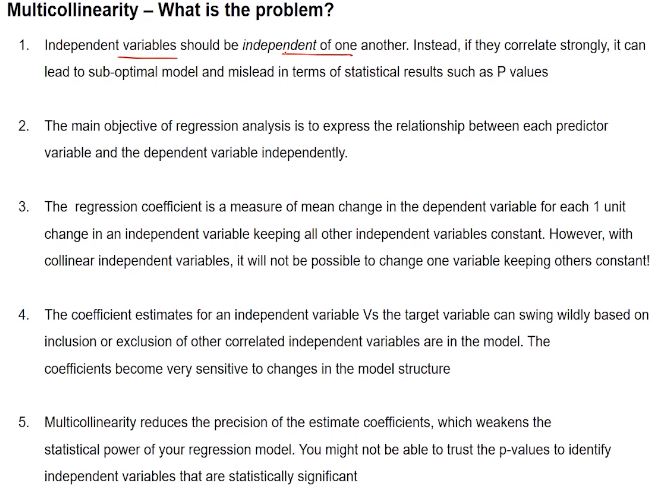 Multicollinearity – What is the problem?
1. Independent variables should be independent of one another. Instead, if they correlate strongly, it can
lead to sub-optimal model and mislead in terms of statistical results such as P values
2. The main objective of regression analysis is to express the relationship between each predictor
variable and the dependent variable independently.
3. The regression coefficient is a measure of mean change in the dependent variable for each 1 unit
change in an independent variable keeping all other independent variables constant. However, with
collinear independent variables, it will not be possible to change one variable keeping others constant!
4. The coefficient estimates for an independent variable Vs the target variable can swing wildly based on
inclusion or exclusion of other correlated independent variables are in the model. The
coefficients become very sensitive to changes in the model structure
5. Multicollinearity reduces the precision of the estimate coefficients, which weakens the
statistical power of your regression model. You might not be able to trust the p-values to identify
independent variables that are statistically significant